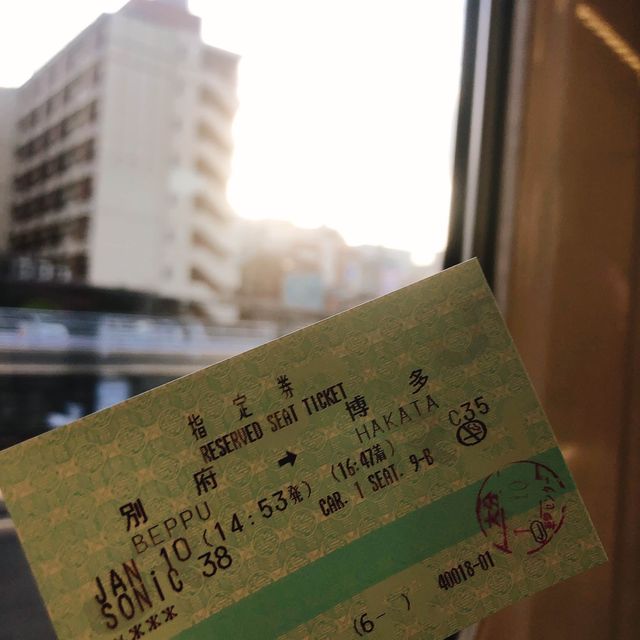 指定券
RESERVED SEAT TICKET
別府 ➡ 博多
BEPPU HAKATA
JAN 10 (14:53発) (16:47着) C35
SONIC 38 CAR. 1 SEAT. 9-B
****
(6- ) 40018-01